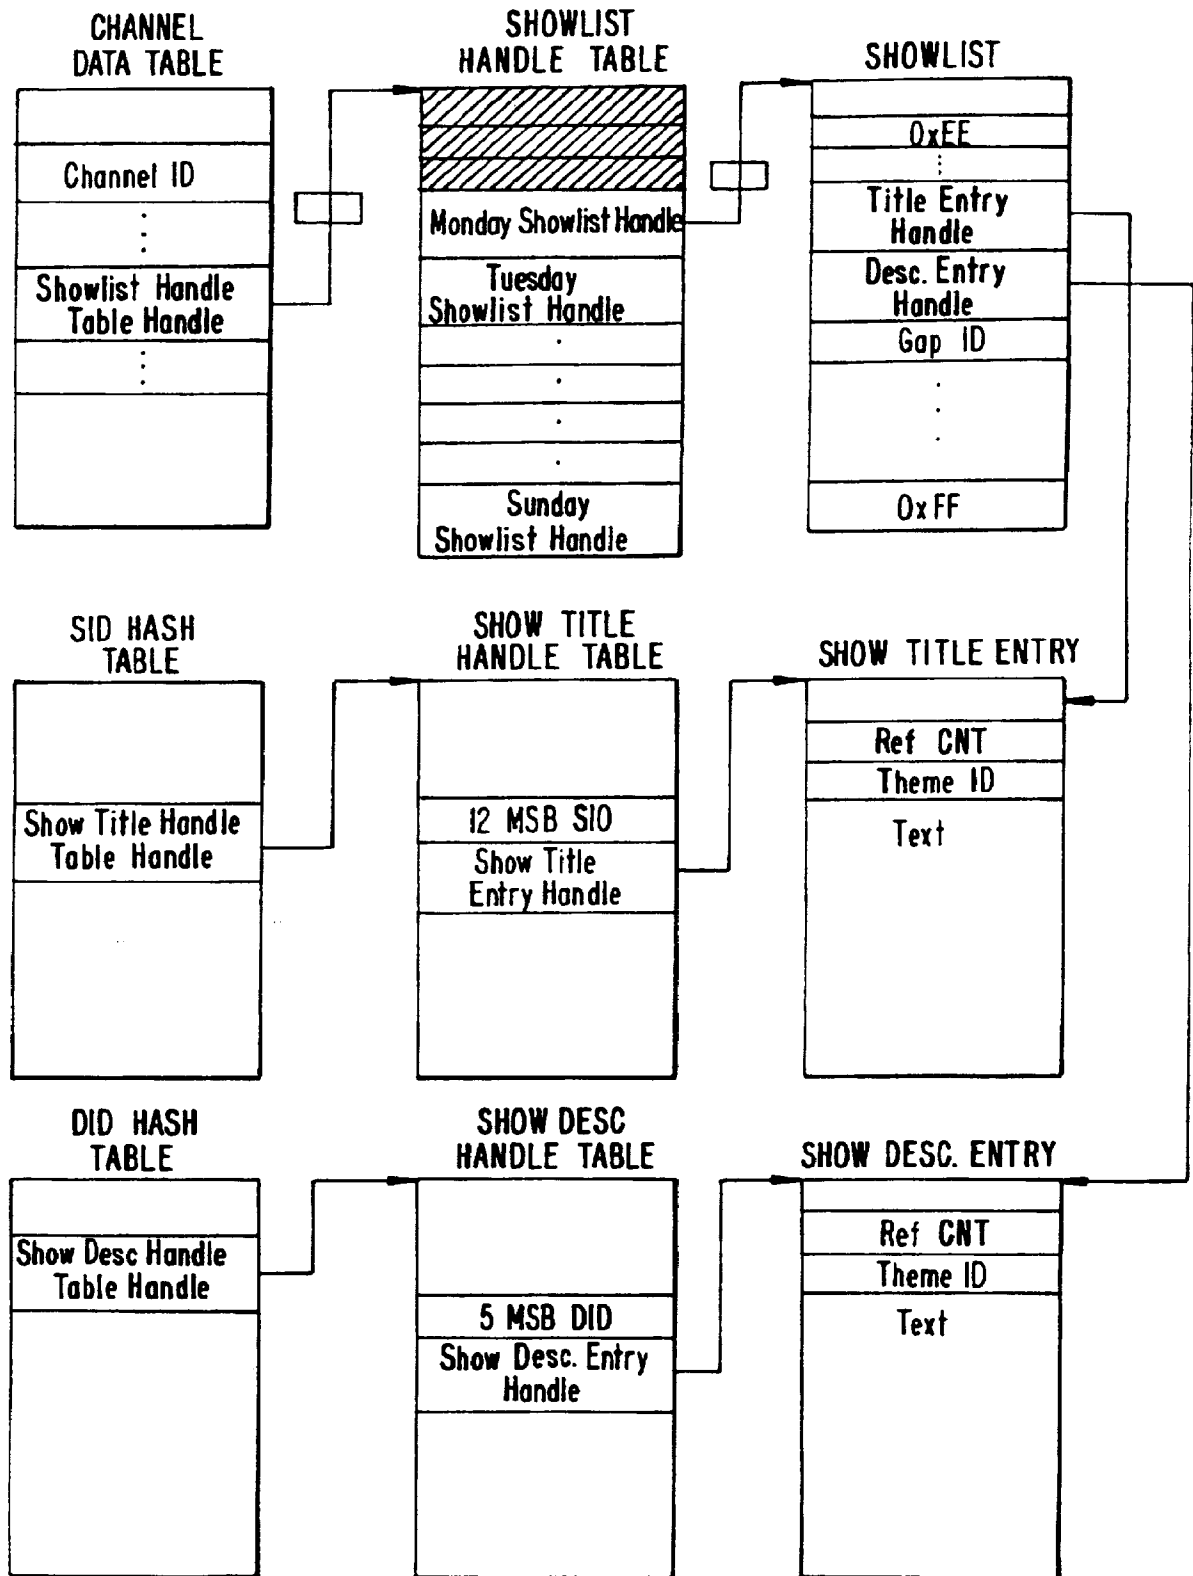 CHANNEL
DATA TABLE
Channel ID
Showlist Handle
Table Handle
SHOWLIST
HANDLE TABLE
Monday Showlist Handle
Tuesday
Showlist Handle
Sunday
Showlist Handle
SHOWLIST
0xEE
Title Entry
Handle
Desc. Entry
Handle
Gap ID
0xFF
SID HASH
TABLE
Show Title Handle
Table Handle
SHOW TITLE
HANDLE TABLE
12 MSB SIO
Show Title
Entry Handle
SHOW TITLE ENTRY
Ref CNT
Theme ID
Text
DID HASH
TABLE
Show Desc Handle
Table Handle
SHOW DESC
HANDLE TABLE
5 MSB DID
Show Desc. Entry
Handle
SHOW DESC. ENTRY
Ref CNT
Theme ID
Text